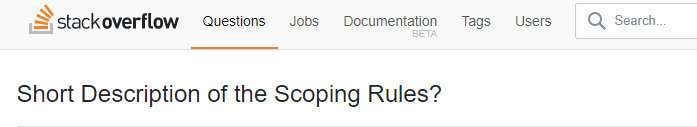 stackoverflow Questions Jobs Documentation Tags Users Search...
BETA
Short Description of the Scoping Rules?